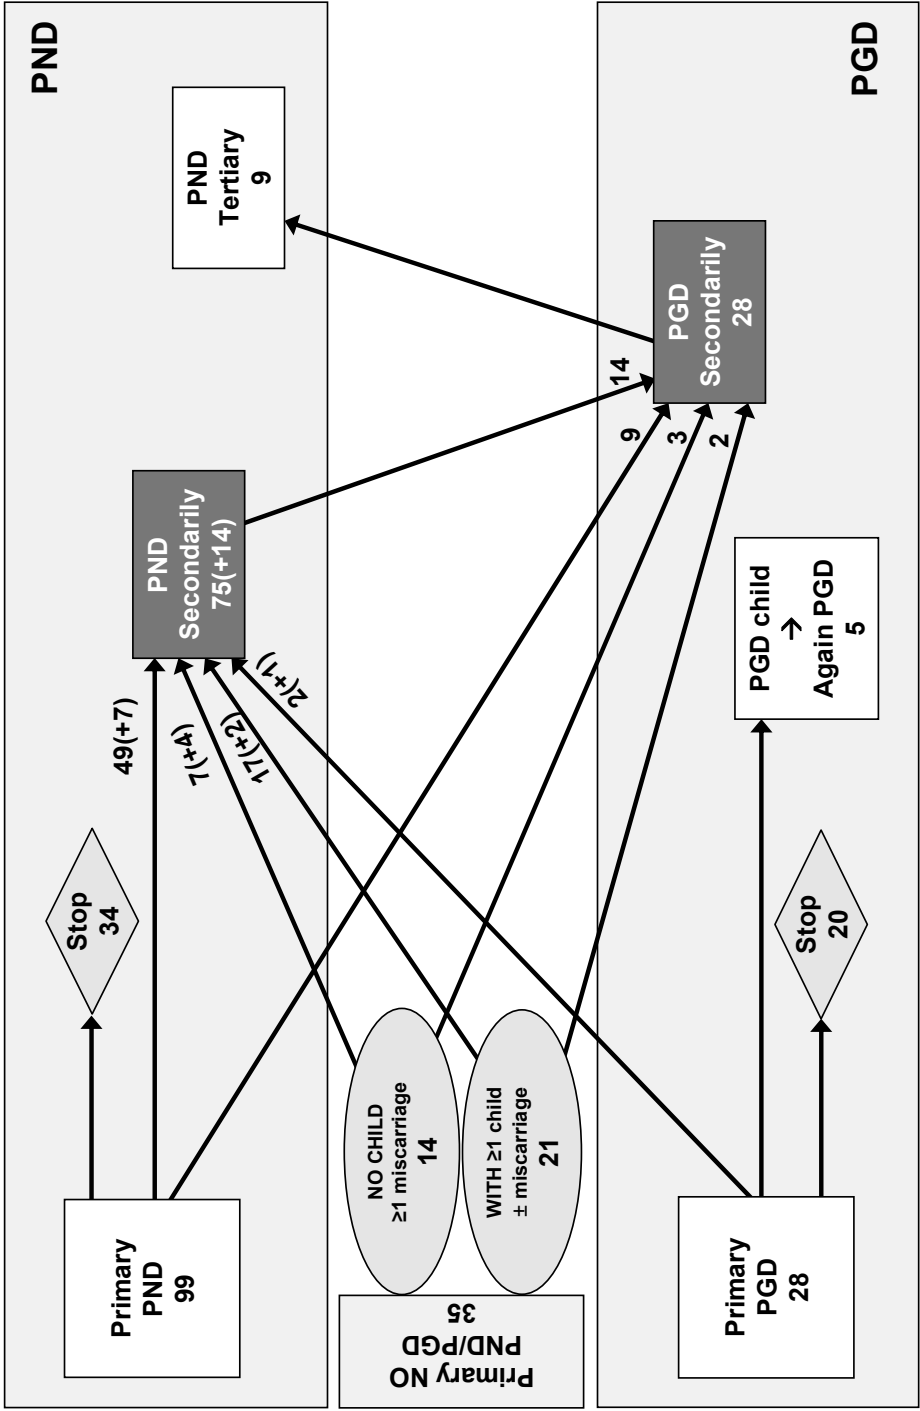 PND
Primary
PND
99
Stop
34
49(+7)
7(+4)
17(+2)
2(+1)
PND
Secondarily
75(+14)
PND
Tertiary
9
Primary NO
PND/PGD
35
NO CHILD
≥1 miscarriage
14
WITH ≥1 child
± miscarriage
21
14
9
3
2
PGD
Primary
PGD
28
Stop
20
PGD child
→
Again PGD
5
PGD
Secondarily
28